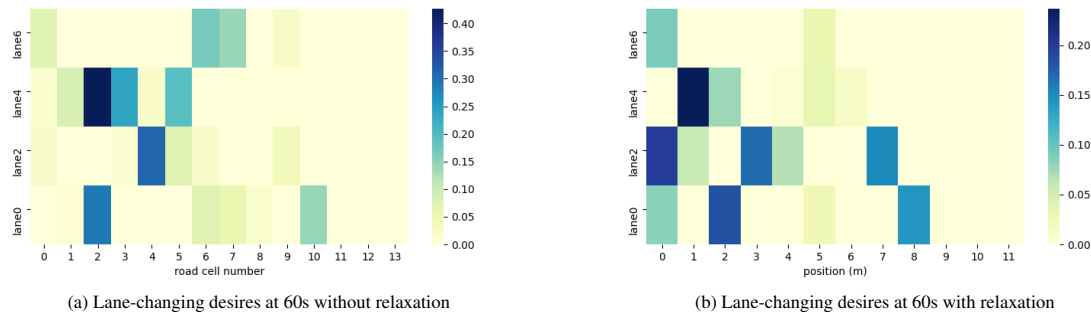 lane6
lane4
lane2
lane0
0 1 2 3 4 5 6 7 8 9 10 11 12 13
road cell number
0.40
0.35
0.30
0.25
0.20
0.15
0.10
0.05
0.00
(a) Lane-changing desires at 60s without relaxation
lane6
lane4
lane2
lane0
0 1 2 3 4 5 6 7 8 9 10 11
position (m)
0.20
0.15
0.10
0.05
0.00
(b) Lane-changing desires at 60s with relaxation